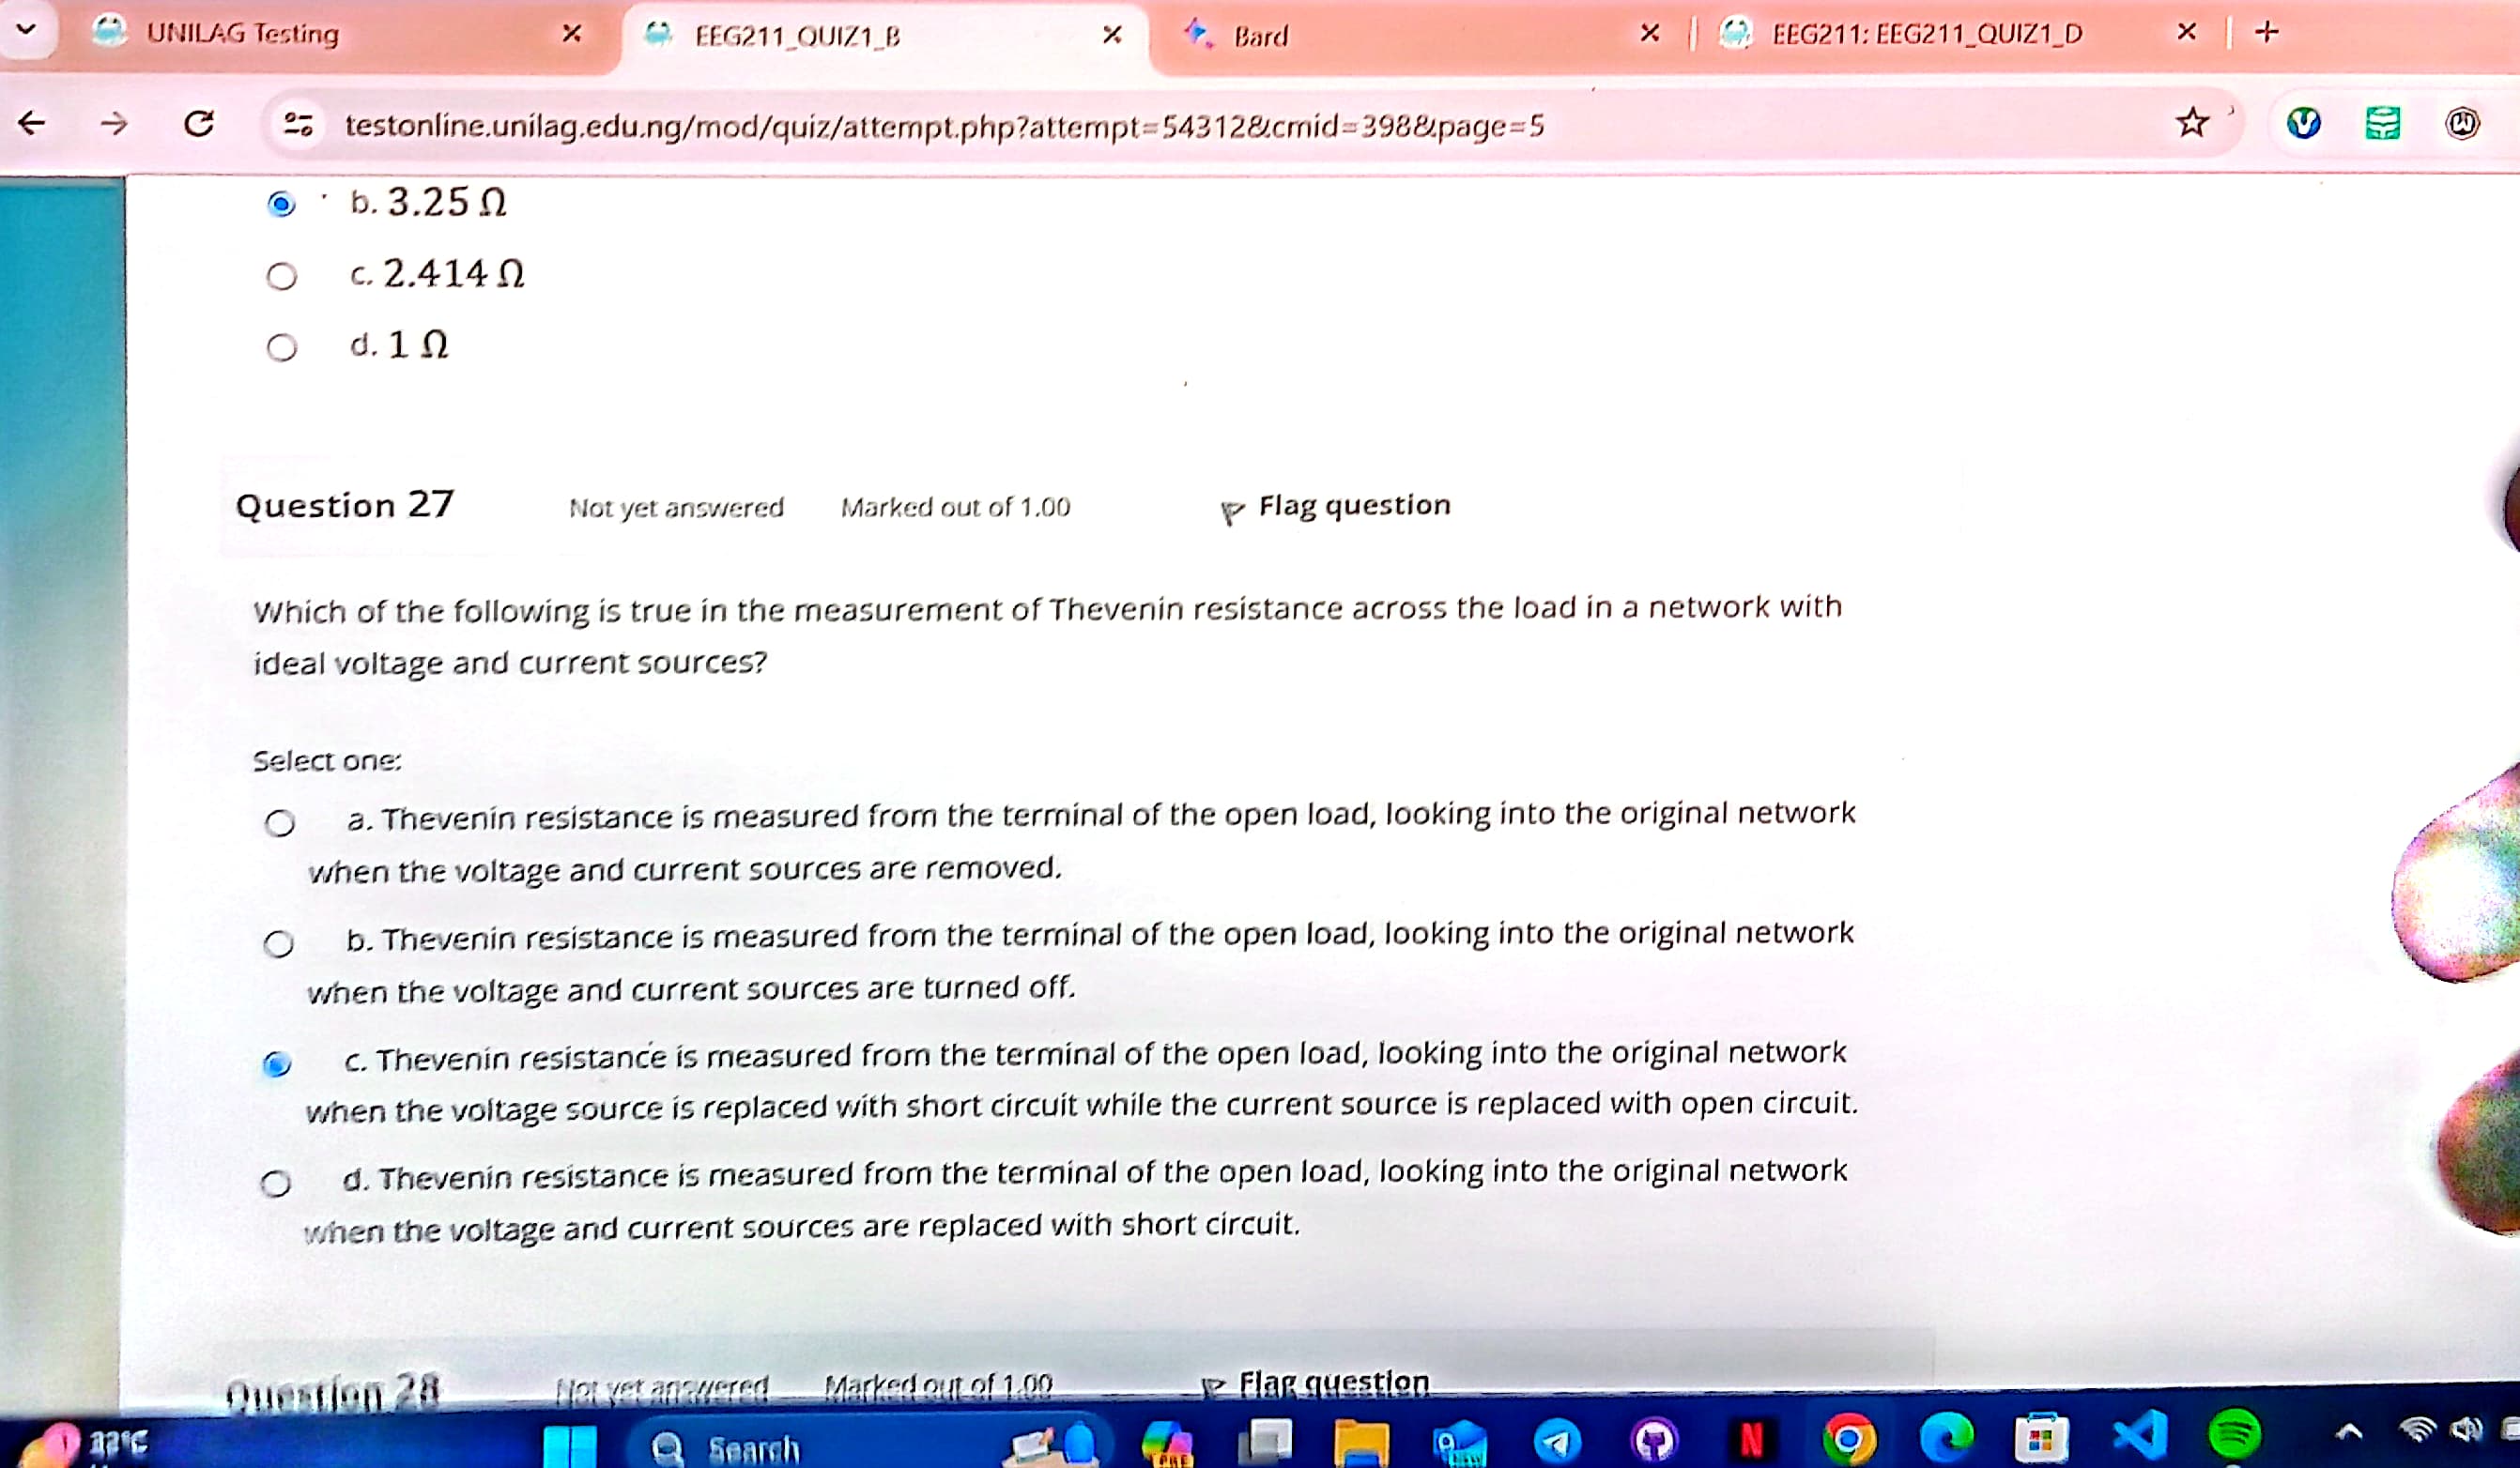 UNILAG Testing
EEG211_QUIZ1_B
Bard
EEG211: EEG211_QUIZ1_D
testonline.unilag.edu.ng/mod/quiz/attempt.php?attempt=54312&cmid=398&page=5
b. 3.25 Ω
c. 2.414 Ω
d. 1 Ω
Question 27 Not yet answered Marked out of 1.00 Flag question
Which of the following is true in the measurement of Thevenin resistance across the load in a network with
ideal voltage and current sources?
Select one:
a. Thevenin resistance is measured from the terminal of the open load, looking into the original network
when the voltage and current sources are removed.
b. Thevenin resistance is measured from the terminal of the open load, looking into the original network
when the voltage and current sources are turned off.
c. Thevenin resistance is measured from the terminal of the open load, looking into the original network
when the voltage source is replaced with short circuit while the current source is replaced with open circuit.
d. Thevenin resistance is measured from the terminal of the open load, looking into the original network
when the voltage and current sources are replaced with short circuit.
Question 28 Not yet answered Marked out of 1.00 Flag question
Search